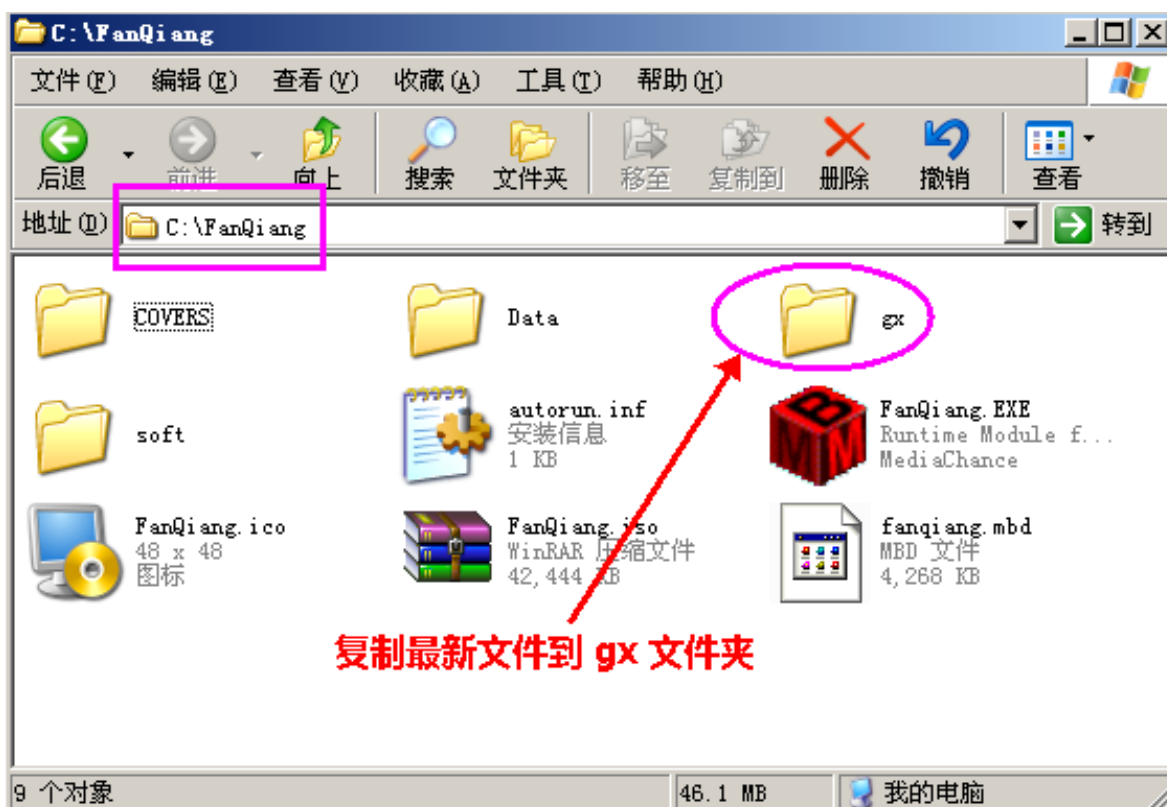 C:\FanQiang
文件(F) 编辑(E) 查看(V) 收藏(A) 工具(T) 帮助(H)
后退 前进 向上 搜索 文件夹 移至 复制到 删除 撤销 查看
地址(D) C:\FanQiang 转到
COVERS
Data
gx
soft
autorun.inf
安装信息
1 KB
FanQiang.EXE
Runtime Module f...
MediaChance
FanQiang.ico
48 x 48
图标
FanQiang.iso
WinRAR 压缩文件
42,444 KB
fanqiang.mbd
MBD 文件
4,268 KB
复制最新文件到 gx 文件夹
9 个对象 46.1 MB 我的电脑